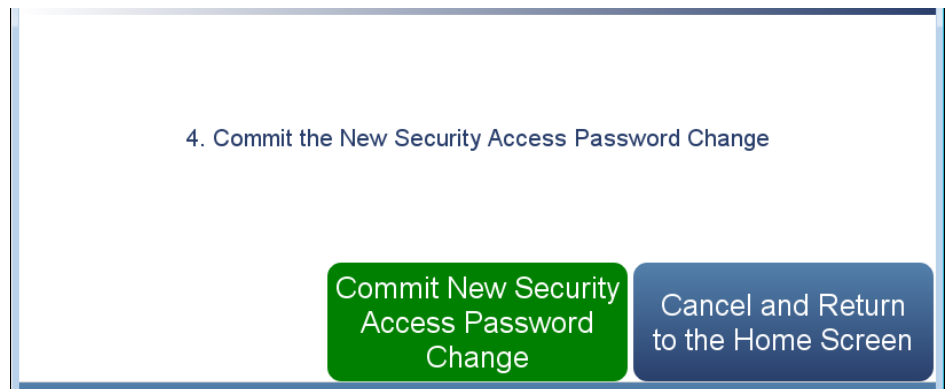 4. Commit the New Security Access Password Change
Commit New Security
Access Password
Change
Cancel and Return
to the Home Screen